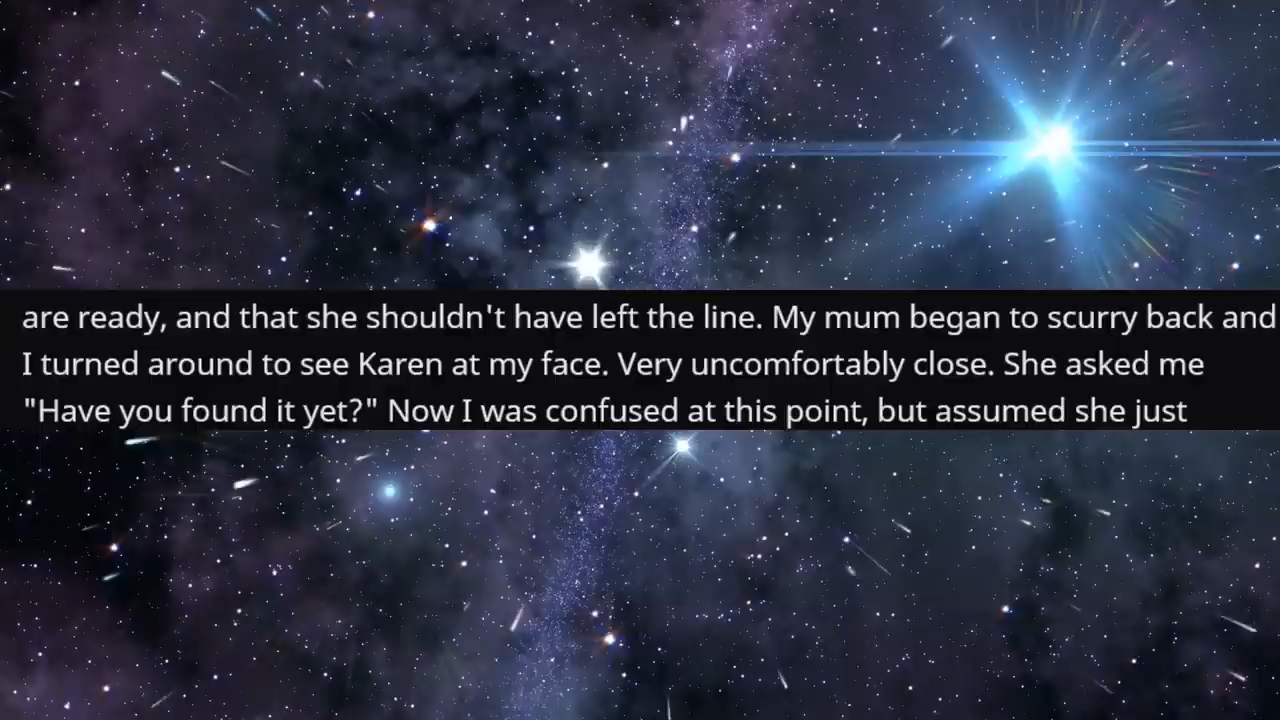 are ready, and that she shouldn't have left the line. My mum began to scurry back and
I turned around to see Karen at my face. Very uncomfortably close. She asked me
"Have you found it yet?" Now I was confused at this point, but assumed she just